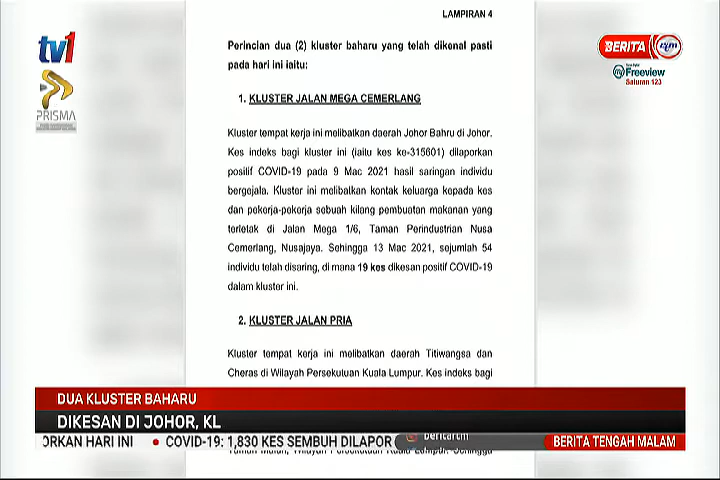 LAMPIRAN 4
tv1
PRISMA
BERITA rtm
Freeview
Saluran 123
Perincian dua (2) kluster baharu yang telah dikenal pasti
pada hari ini iaitu:
1. KLUSTER JALAN MEGA CEMERLANG
Kluster tempat kerja ini melibatkan daerah Johor Bahru di Johor.
Kes indeks bagi kluster ini (iaitu kes ke-315601) dilaporkan
positif COVID-19 pada 9 Mac 2021 hasil saringan individu
bergejala. Kluster ini melibatkan kontak keluarga kepada kes
dan pekerja-pekerja sebuah kilang pembuatan makanan yang
terletak di Jalan Mega 1/6, Taman Perindustrian Nusa
Cemerlang, Nusajaya. Sehingga 13 Mac 2021, sejumlah 54
individu telah disaring, di mana 19 kes dikesan positif COVID-19
dalam kluster ini.
2. KLUSTER JALAN PRIA
Kluster tempat kerja ini melibatkan daerah Titiwangsa dan
Cheras di Wilayah Persekutuan Kuala Lumpur. Kes indeks bagi
DUA KLUSTER BAHARU
DIKESAN DI JOHOR, KL
ORKAN HARI INI • COVID-19: 1,830 KES SEMBUH DILAPOR
beritartm
BERITA TENGAH MALAM
Wilayah Persekutuan Kuala Lumpur. Sehingga